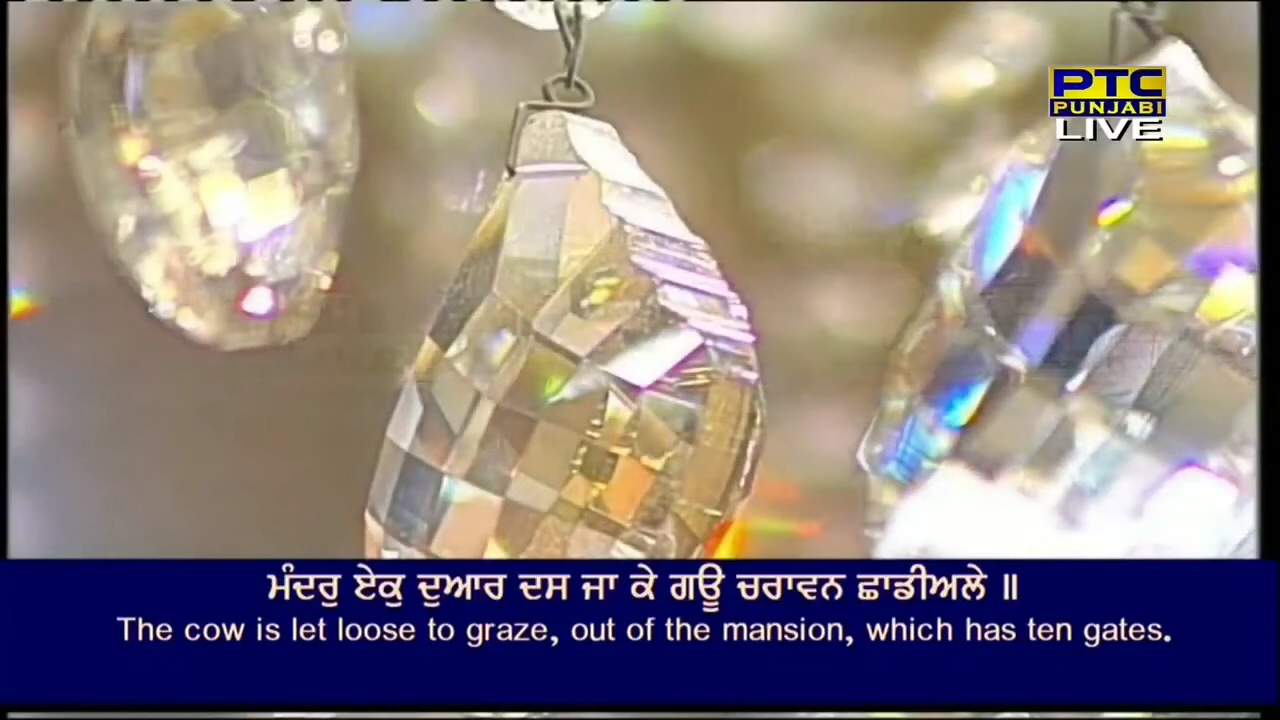 PTC
PUNJABI
LIVE
ਮੰਦਰੁ ਏਕੁ ਦੁਆਰ ਦਸ ਜਾ ਕੇ ਗਊ ਚਰਾਵਨ ਛਾਡੀਅਲੇ ॥
The cow is let loose to graze, out of the mansion, which has ten gates.